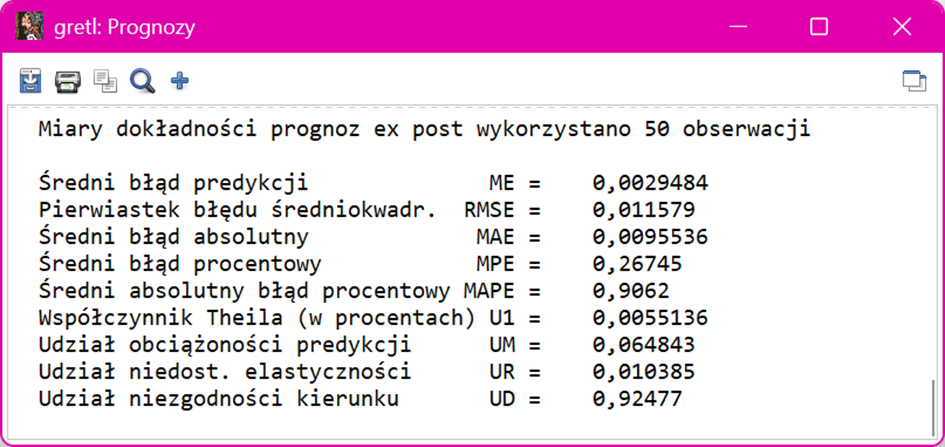 gretl: Prognozy
Miary dokładności prognoz ex post wykorzystano 50 obserwacji
Średni błąd predykcji ME = 0,0029484
Pierwiastek błędu średniokwadr. RMSE = 0,011579
Średni błąd absolutny MAE = 0,0095536
Średni błąd procentowy MPE = 0,26745
Średni absolutny błąd procentowy MAPE = 0,9062
Współczynnik Theila (w procentach) U1 = 0,0055136
Udział obciążoności predykcji UM = 0,064843
Udział niedost. elastyczności UR = 0,010385
Udział niezgodności kierunku UD = 0,92477